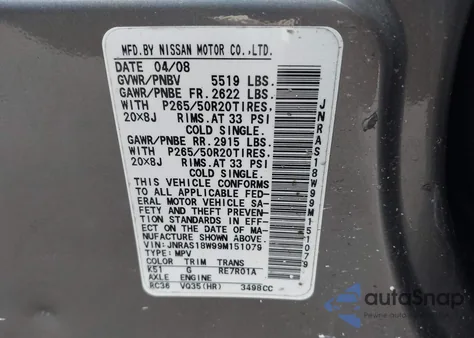 MFD.BY NISSAN MOTOR CO.,LTD.
DATE 04/08
GVWR/PNBV 5519 LBS.
GAWR/PNBE FR.2622 LBS.
WITH P265/50R20TIRES,
20X8J RIMS.AT 33 PSI
COLD SINGLE.
GAWR/PNBE RR.2915 LBS.
WITH P265/50R20TIRES,
20X8J RIMS.AT 33 PSI
COLD SINGLE.
THIS VEHICLE CONFORMS
TO ALL APPLICABLE FED-
ERAL MOTOR VEHICLE SA-
FETY AND THEFT PREVEN-
TION STANDARDS IN EFF-
ECT ON THE DATE OF MA-
NUFACTURE SHOWN ABOVE.
VIN:JNRAS18W99M151079
TYPE:MPV
COLOR TRIM TRANS
K51 G RE7R01A
AXLE ENGINE
RC36 VQ35(HR) 3498CC
JNRAS18W99M151079
autoSnap
Powered by auto.dev